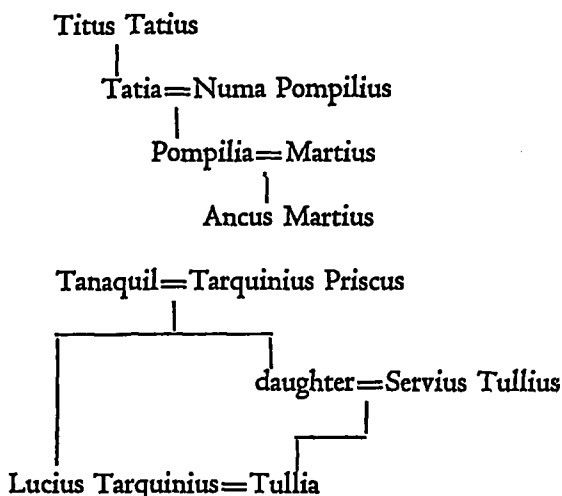 Titus Tatius
Tatia=Numa Pompilius
Pompilia=Martius
Ancus Martius
Tanaquil=Tarquinius Priscus
daughter=Servius Tullius
Lucius Tarquinius=Tullia